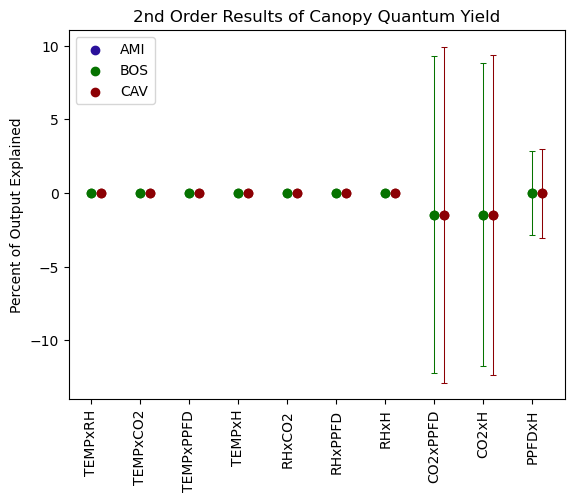 2nd Order Results of Canopy Quantum Yield
AMI
BOS
CAV
Percent of Output Explained
10
5
0
−5
−10
TEMPxRH
TEMPxCO2
TEMPxPPFD
TEMPxH
RHxCO2
RHxPPFD
RHxH
CO2xPPFD
CO2xH
PPFDxH